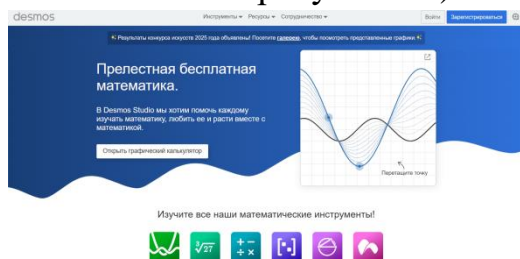 desmos
Инструменты
Ресурсы
Сотрудничество
Войти
Зарегистрироваться
Результаты конкурса искусств 2025 года объявлены! Посетите галерею, чтобы посмотреть представленные графики
Прелестная бесплатная
математика.
В Desmos Studio мы хотим помочь каждому
изучать математику, любить ее и расти вместе с
математикой.
Открыть графический калькулятор
Перетащите точку
Изучите все наши математические инструменты!
∛27
+ −
÷ ×